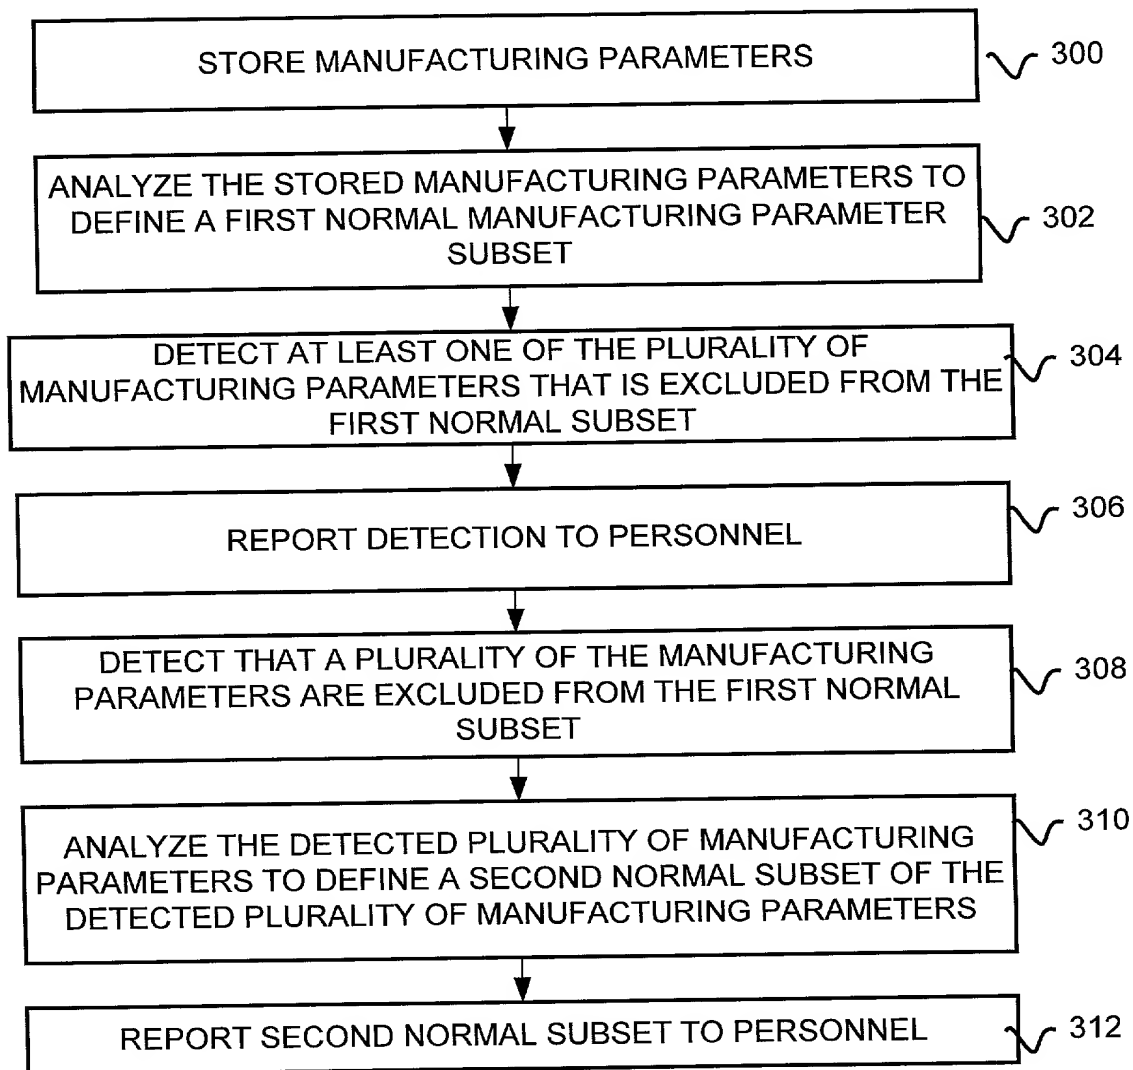 STORE MANUFACTURING PARAMETERS
300
ANALYZE THE STORED MANUFACTURING PARAMETERS TO
DEFINE A FIRST NORMAL MANUFACTURING PARAMETER
SUBSET
302
DETECT AT LEAST ONE OF THE PLURALITY OF
MANUFACTURING PARAMETERS THAT IS EXCLUDED FROM THE
FIRST NORMAL SUBSET
304
REPORT DETECTION TO PERSONNEL
306
DETECT THAT A PLURALITY OF THE MANUFACTURING
PARAMETERS ARE EXCLUDED FROM THE FIRST NORMAL
SUBSET
308
ANALYZE THE DETECTED PLURALITY OF MANUFACTURING
PARAMETERS TO DEFINE A SECOND NORMAL SUBSET OF THE
DETECTED PLURALITY OF MANUFACTURING PARAMETERS
310
REPORT SECOND NORMAL SUBSET TO PERSONNEL
312